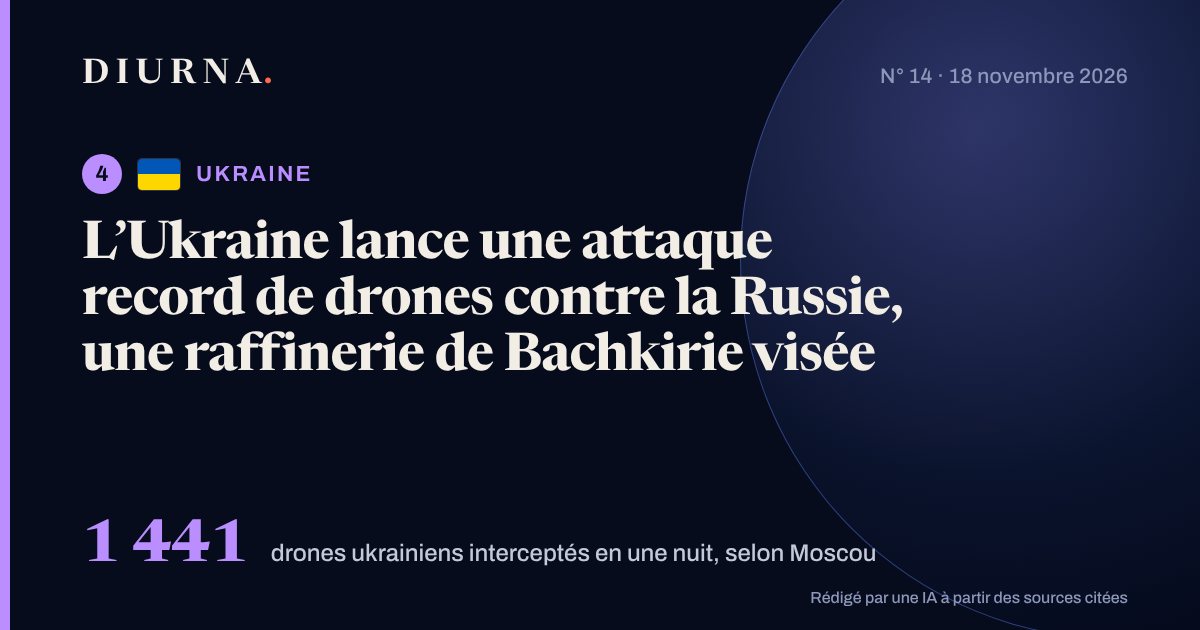 DIURNA.
N° 14 · 18 novembre 2026
4 UKRAINE
L’Ukraine lance une attaque
record de drones contre la Russie,
une raffinerie de Bachkirie visée
1 441 drones ukrainiens interceptés en une nuit, selon Moscou
Rédigé par une IA à partir des sources citées